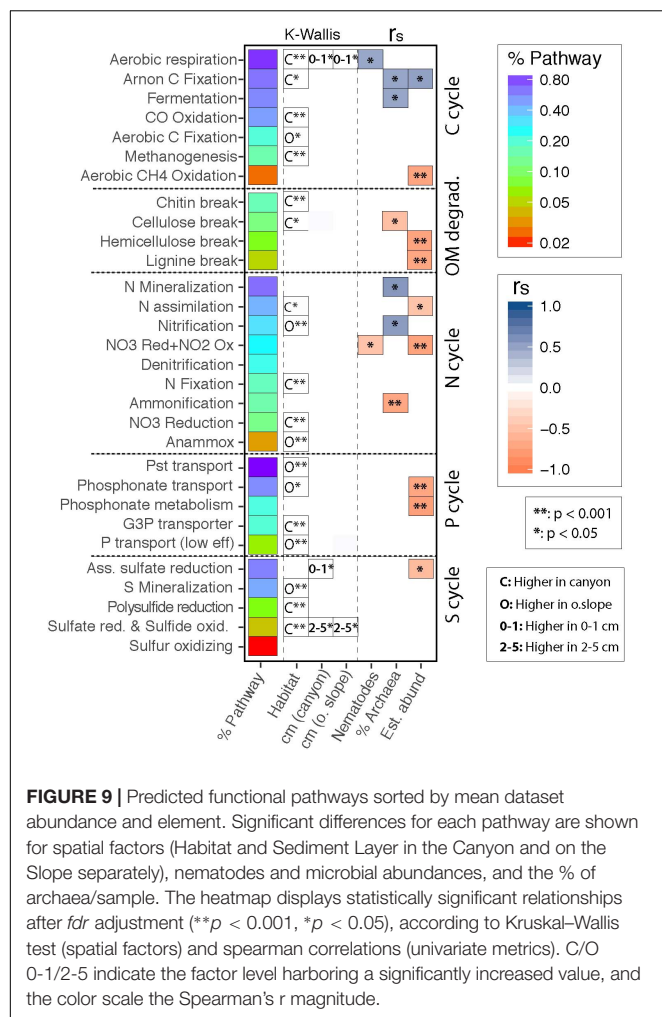 K-Wallis rs
Aerobic respiration C** 0-1* 0-1* *
Arnon C Fixation C* * *
Fermentation *
CO Oxidation C**
Aerobic C Fixation O*
Methanogenesis C**
Aerobic CH4 Oxidation **
C cycle
Chitin break C**
Cellulose break C* *
Hemicellulose break **
Lignine break **
OM degrad.
N Mineralization *
N assimilation C* *
Nitrification O** *
NO3 Red+NO2 Ox * **
Denitrification
N Fixation C**
Ammonification **
NO3 Reduction C**
Anammox O**
N cycle
Pst transport O**
Phosphonate transport O* **
Phosphonate metabolism **
G3P transporter C**
P transport (low eff) O**
P cycle
Ass. sulfate reduction 0-1* *
S Mineralization O**
Polysulfide reduction C**
Sulfate red. & Sulfide oxid. C** 2-5* 2-5*
Sulfur oxidizing
S cycle
% Pathway
Habitat
cm (canyon)
cm (o. slope)
Nematodes
% Archaea
Est. abund
% Pathway
0.80
0.40
0.20
0.10
0.05
0.02
rs
1.0
0.5
0.0
−0.5
−1.0
**: p < 0.001
*: p < 0.05
C: Higher in canyon
O: Higher in o.slope
0-1: Higher in 0-1 cm
2-5: Higher in 2-5 cm
FIGURE 9 | Predicted functional pathways sorted by mean dataset
abundance and element. Significant differences for each pathway are shown
for spatial factors (Habitat and Sediment Layer in the Canyon and on the
Slope separately), nematodes and microbial abundances, and the % of
archaea/sample. The heatmap displays statistically significant relationships
after fdr adjustment (**p < 0.001, *p < 0.05), according to Kruskal–Wallis
test (spatial factors) and spearman correlations (univariate metrics). C/O
0-1/2-5 indicate the factor level harboring a significantly increased value, and
the color scale the Spearman's r magnitude.